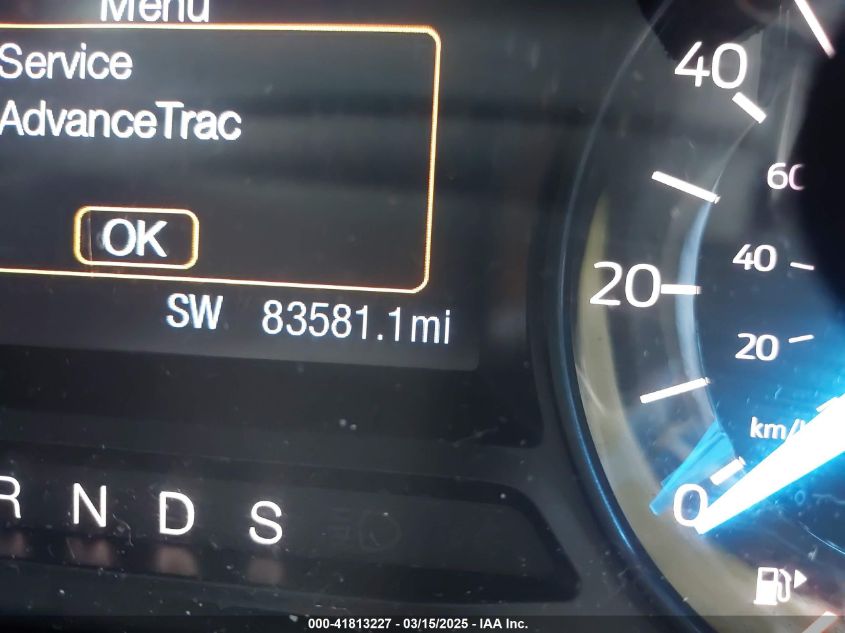 Menu
Service
AdvanceTrac
OK
SW 83581.1mi
R N D S
40
20
0
60
40
20
km/h
000-41813227 / 03/15/2025 - IAA Inc.